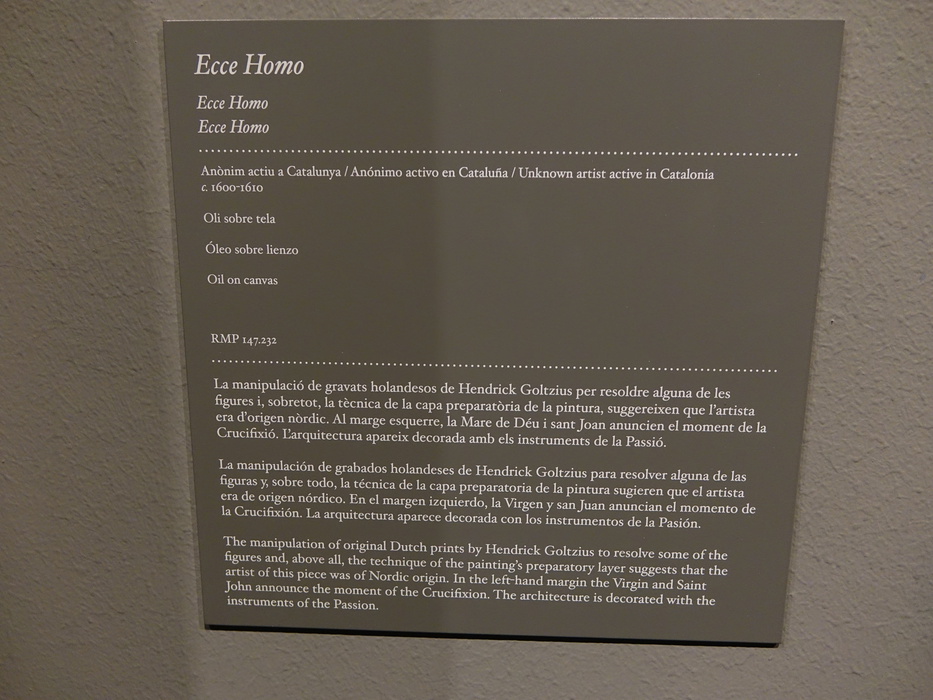 Ecce Homo
Ecce Homo
Ecce Homo
Anònim actiu a Catalunya / Anónimo activo en Cataluña / Unknown artist active in Catalonia
c. 1600-1610
Oli sobre tela
Óleo sobre lienzo
Oil on canvas
RMP 147.232
La manipulació de gravats holandesos de Hendrick Goltzius per resoldre alguna de les
figures i, sobretot, la tècnica de la capa preparatòria de la pintura, suggereixen que l'artista
era d'origen nòrdic. Al marge esquerre, la Mare de Déu i sant Joan anuncien el moment de la
Crucifixió. L'arquitectura apareix decorada amb els instruments de la Passió.
La manipulación de grabados holandeses de Hendrick Goltzius para resolver alguna de las
figuras y, sobre todo, la técnica de la capa preparatoria de la pintura sugieren que el artista
era de origen nórdico. En el margen izquierdo, la Virgen y san Juan anuncian el momento de
la Crucifixión. La arquitectura aparece decorada con los instrumentos de la Pasión.
The manipulation of original Dutch prints by Hendrick Goltzius to resolve some of the
figures and, above all, the technique of the painting's preparatory layer suggests that the
artist of this piece was of Nordic origin. In the left-hand margin the Virgin and Saint
John announce the moment of the Crucifixion. The architecture is decorated with the
instruments of the Passion.